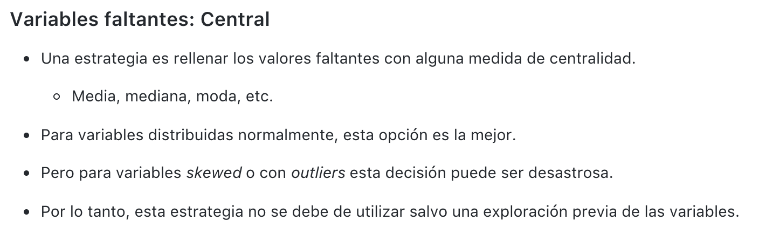 Variables faltantes: Central
Una estrategia es rellenar los valores faltantes con alguna medida de centralidad.
Media, mediana, moda, etc.
Para variables distribuidas normalmente, esta opción es la mejor.
Pero para variables skewed o con outliers esta decisión puede ser desastrosa.
Por lo tanto, esta estrategia no se debe de utilizar salvo una exploración previa de las variables.